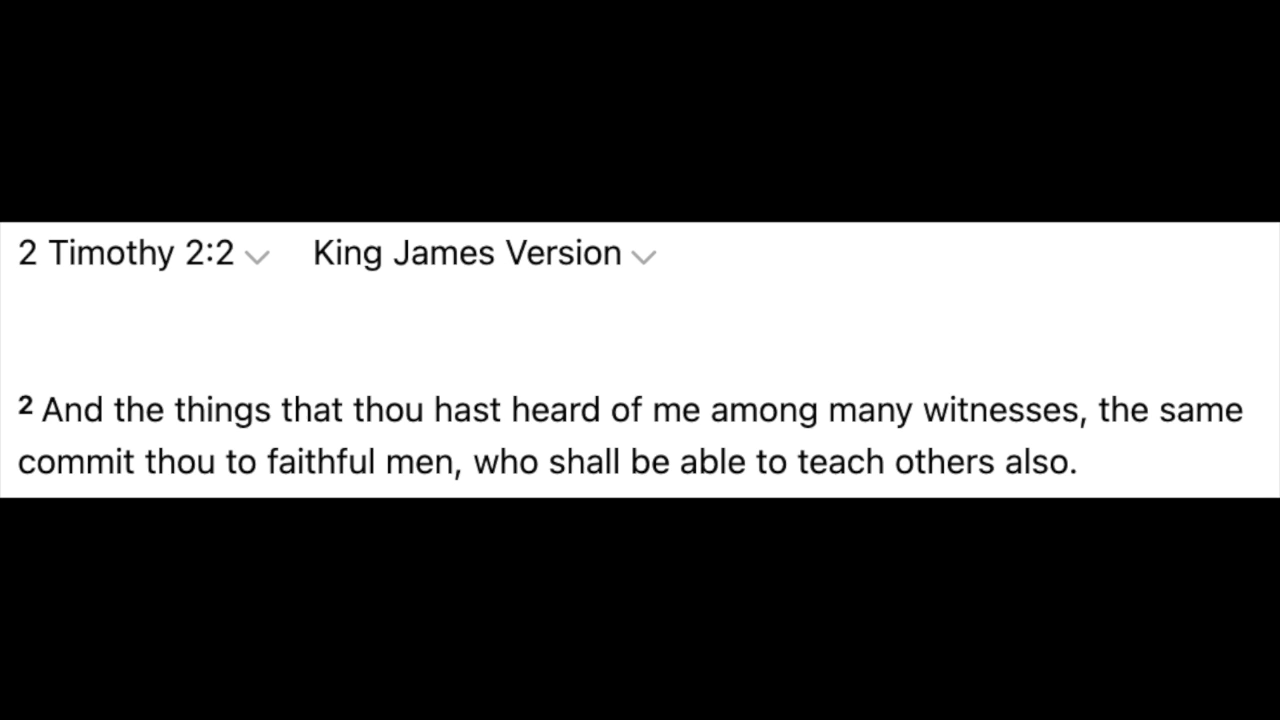 2 Timothy 2:2 King James Version
2 And the things that thou hast heard of me among many witnesses, the same
commit thou to faithful men, who shall be able to teach others also.